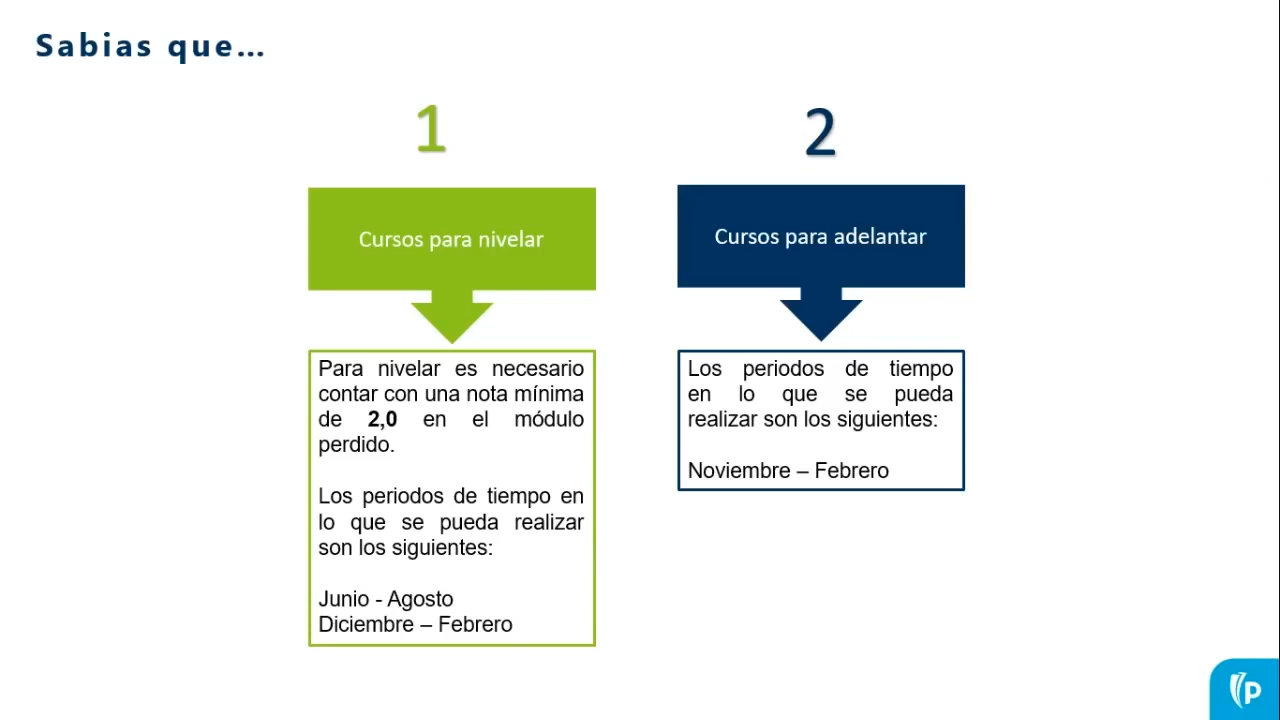 Sabias que...
1
Cursos para nivelar
Para nivelar es necesario
contar con una nota mínima
de 2,0 en el módulo
perdido.
Los periodos de tiempo en
lo que se pueda realizar
son los siguientes:
Junio - Agosto
Diciembre – Febrero
2
Cursos para adelantar
Los periodos de tiempo
en lo que se pueda
realizar son los siguientes:
Noviembre – Febrero
P